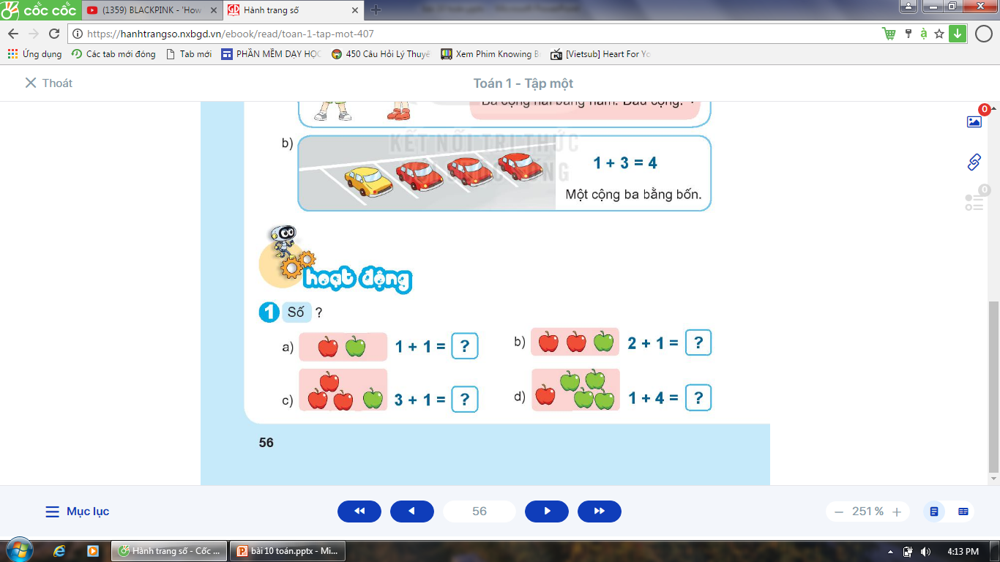 cốc cốc
(1359) BLACKPINK - 'How
Hành trang số
https://hanhtrangso.nxbgd.vn/ebook/read/toan-1-tap-mot-407
Ứng dụng
Các tab mới đóng
Tab mới
PHẦN MỀM DẠY HỌC
450 Câu Hỏi Lý Thuyế
Xem Phim Knowing B
[Vietsub] Heart For Yo
Thoát
Toán 1 - Tập một
0
Ba cộng hai bằng năm. Dấu cộng: +
KẾT NỐI TRI THỨC
b)
1 + 3 = 4
Một cộng ba bằng bốn.
0
hoạt động
1 Số ?
a) 1 + 1 = ?
b) 2 + 1 = ?
c) 3 + 1 = ?
d) 1 + 4 = ?
56
Mục lục
56
251 %
Hành trang số - Cốc ...
bài 10 toán.pptx - Mi...
4:13 PM